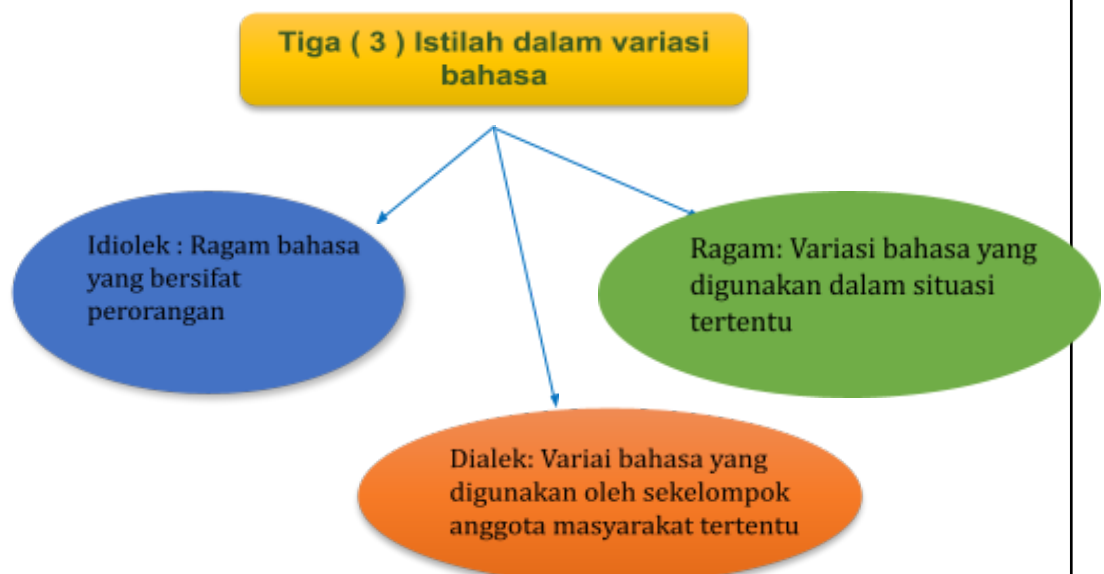 Tiga ( 3 ) Istilah dalam variasi
bahasa
Idiolek : Ragam bahasa
yang bersifat
perorangan
Ragam: Variasi bahasa yang
digunakan dalam situasi
tertentu
Dialek: Variai bahasa yang
digunakan oleh sekelompok
anggota masyarakat tertentu